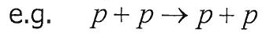 e.g. p + p → p + p